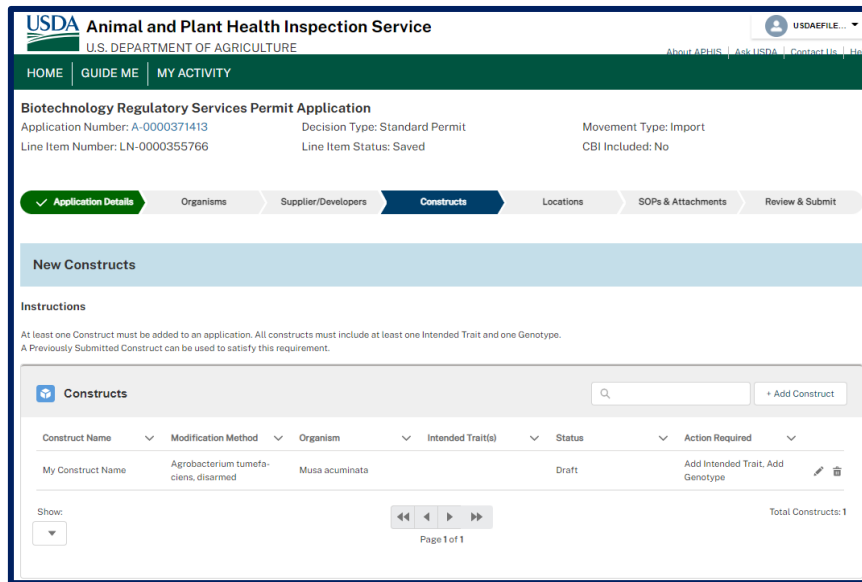 USDA
Animal and Plant Health Inspection Service
U.S. DEPARTMENT OF AGRICULTURE
USDAEFILE...
About APHIS | Ask USDA | Contact Us | He
HOME | GUIDE ME | MY ACTIVITY
Biotechnology Regulatory Services Permit Application
Application Number: A-0000371413 Decision Type: Standard Permit Movement Type: Import
Line Item Number: LN-0000355766 Line Item Status: Saved CBI Included: No
Application Details Organisms Supplier/Developers Constructs Locations SOPs & Attachments Review & Submit
New Constructs
Instructions
At least one Construct must be added to an application. All constructs must include at least one Intended Trait and one Genotype.
A Previously Submitted Construct can be used to satisfy this requirement.
Constructs + Add Construct
Construct Name Modification Method Organism Intended Trait(s) Status Action Required
My Construct Name Agrobacterium tumefa- Musa acuminata Draft Add Intended Trait, Add
ciens, disarmed Genotype
Show: Total Constructs: 1
Page 1 of 1